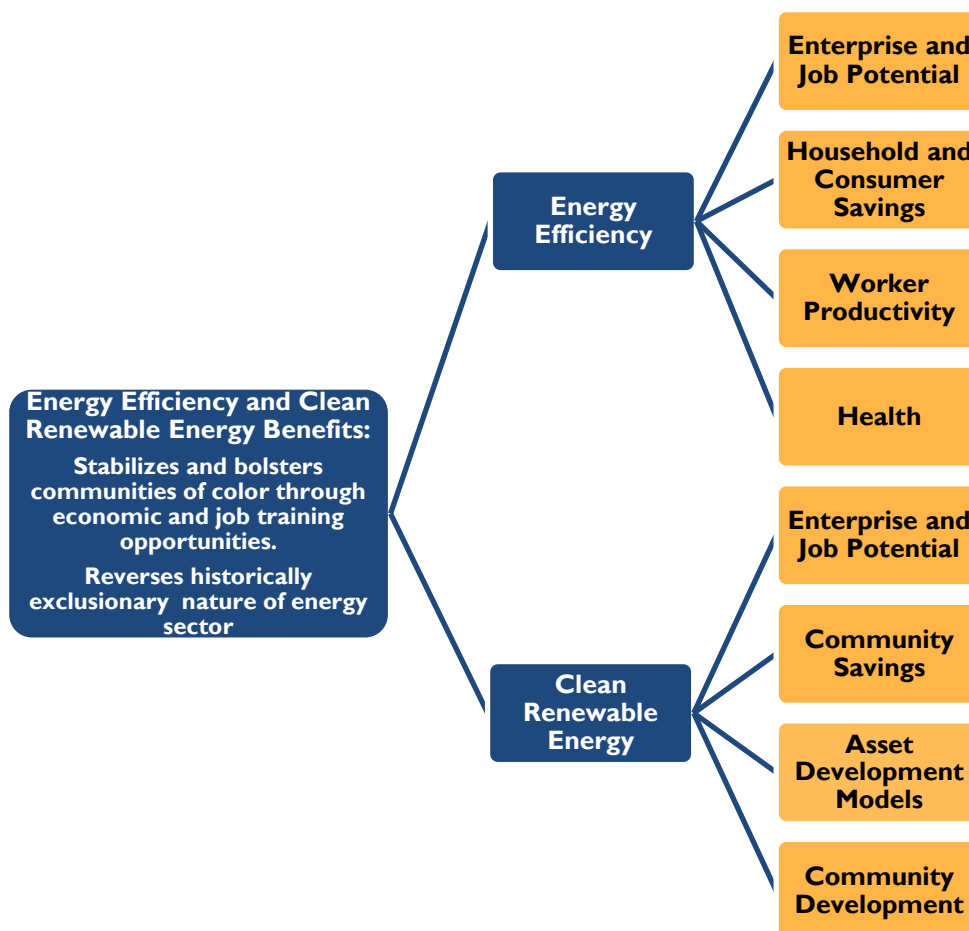 Energy Efficiency and Clean
Renewable Energy Benefits:
Stabilizes and bolsters
communities of color through
economic and job training
opportunities.
Reverses historically
exclusionary nature of energy
sector
Energy
Efficiency
Enterprise and
Job Potential
Household and
Consumer
Savings
Worker
Productivity
Health
Clean
Renewable
Energy
Enterprise and
Job Potential
Community
Savings
Asset
Development
Models
Community
Development